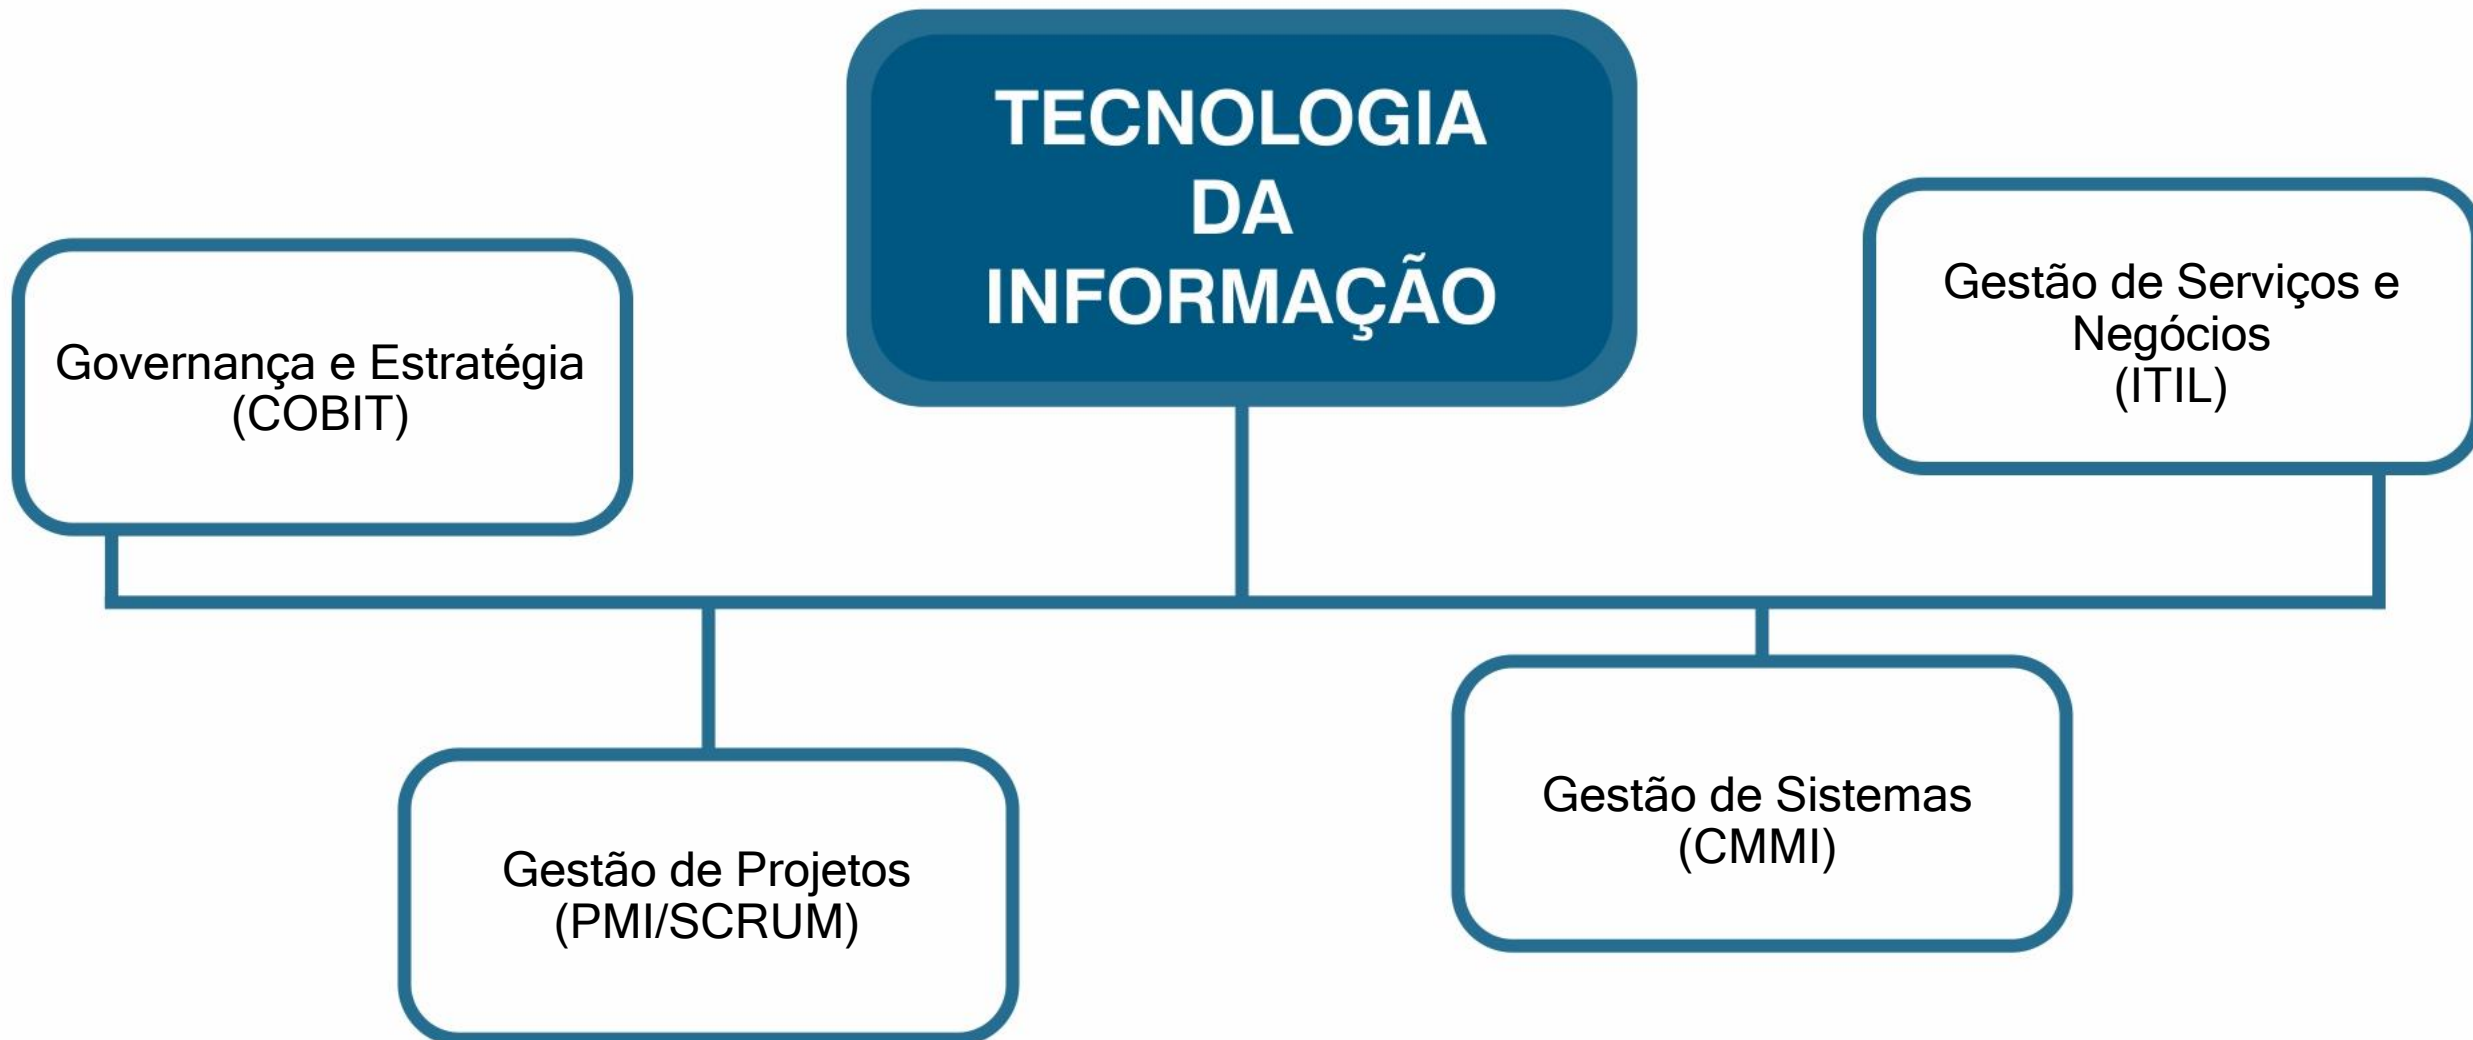 TECNOLOGIA
DA
INFORMAÇÃO
Governança e Estratégia
(COBIT)
Gestão de Serviços e
Negócios
(ITIL)
Gestão de Projetos
(PMI/SCRUM)
Gestão de Sistemas
(CMMI)